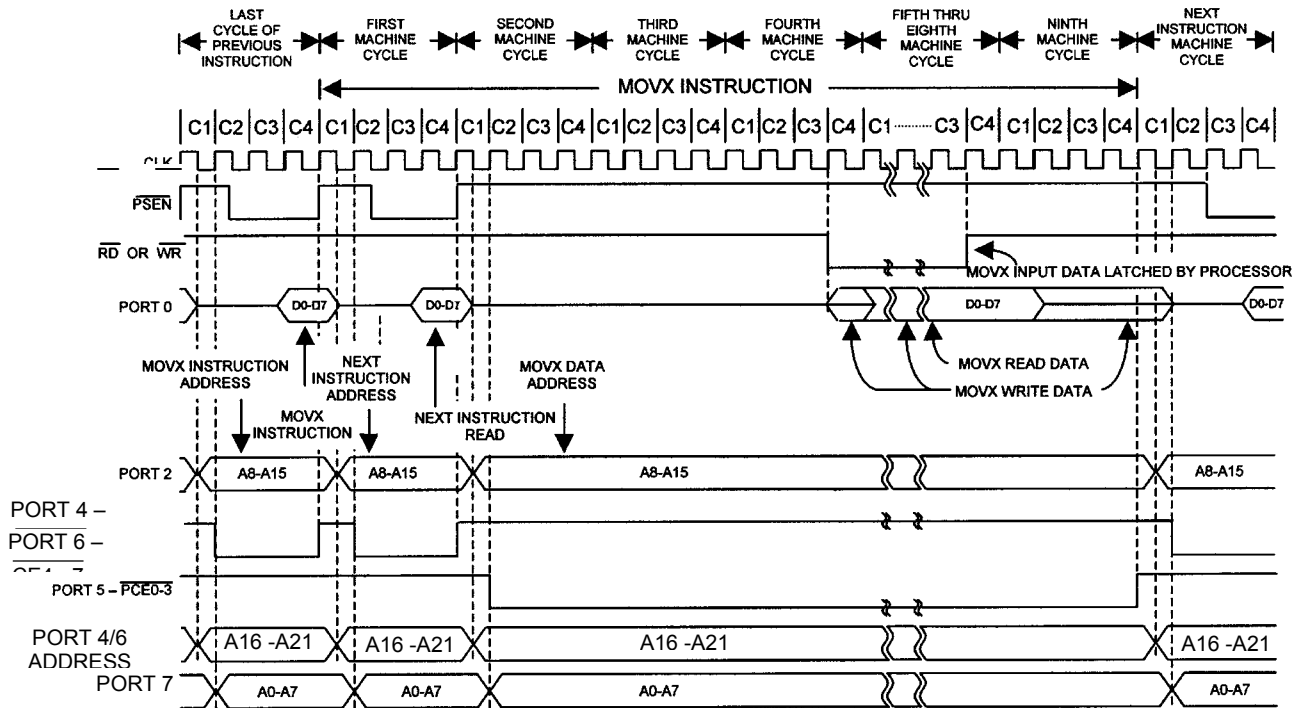 LAST CYCLE OF PREVIOUS INSTRUCTION
FIRST MACHINE CYCLE
SECOND MACHINE CYCLE
THIRD MACHINE CYCLE
FOURTH MACHINE CYCLE
FIFTH THRU EIGHTH MACHINE CYCLE
NINTH MACHINE CYCLE
NEXT INSTRUCTION MACHINE CYCLE
MOVX INSTRUCTION
C1 C2 C3 C4 C1 C2 C3 C4 C1 C2 C3 C4 C1 C2 C3 C4 C1 C2 C3 C4 C1 ........ C3 C4 C1 C2 C3 C4 C1 C2 C3 C4
CLK
PSEN
RD OR WR
MOVX INPUT DATA LATCHED BY PROCESSOR
PORT 0
D0-D7
D0-D7
D0-D7
D0-D7
MOVX INSTRUCTION ADDRESS
NEXT INSTRUCTION ADDRESS
MOVX DATA ADDRESS
MOVX READ DATA
MOVX WRITE DATA
MOVX INSTRUCTION
NEXT INSTRUCTION READ
PORT 2
A8-A15
A8-A15
A8-A15
A8-A15
PORT 4 –
PORT 6 –
PORT 5 – PCE0-3
PORT 4/6 ADDRESS
A16 -A21
A16 -A21
A16 -A21
A16 -A21
PORT 7
A0-A7
A0-A7
A0-A7
A0-A7